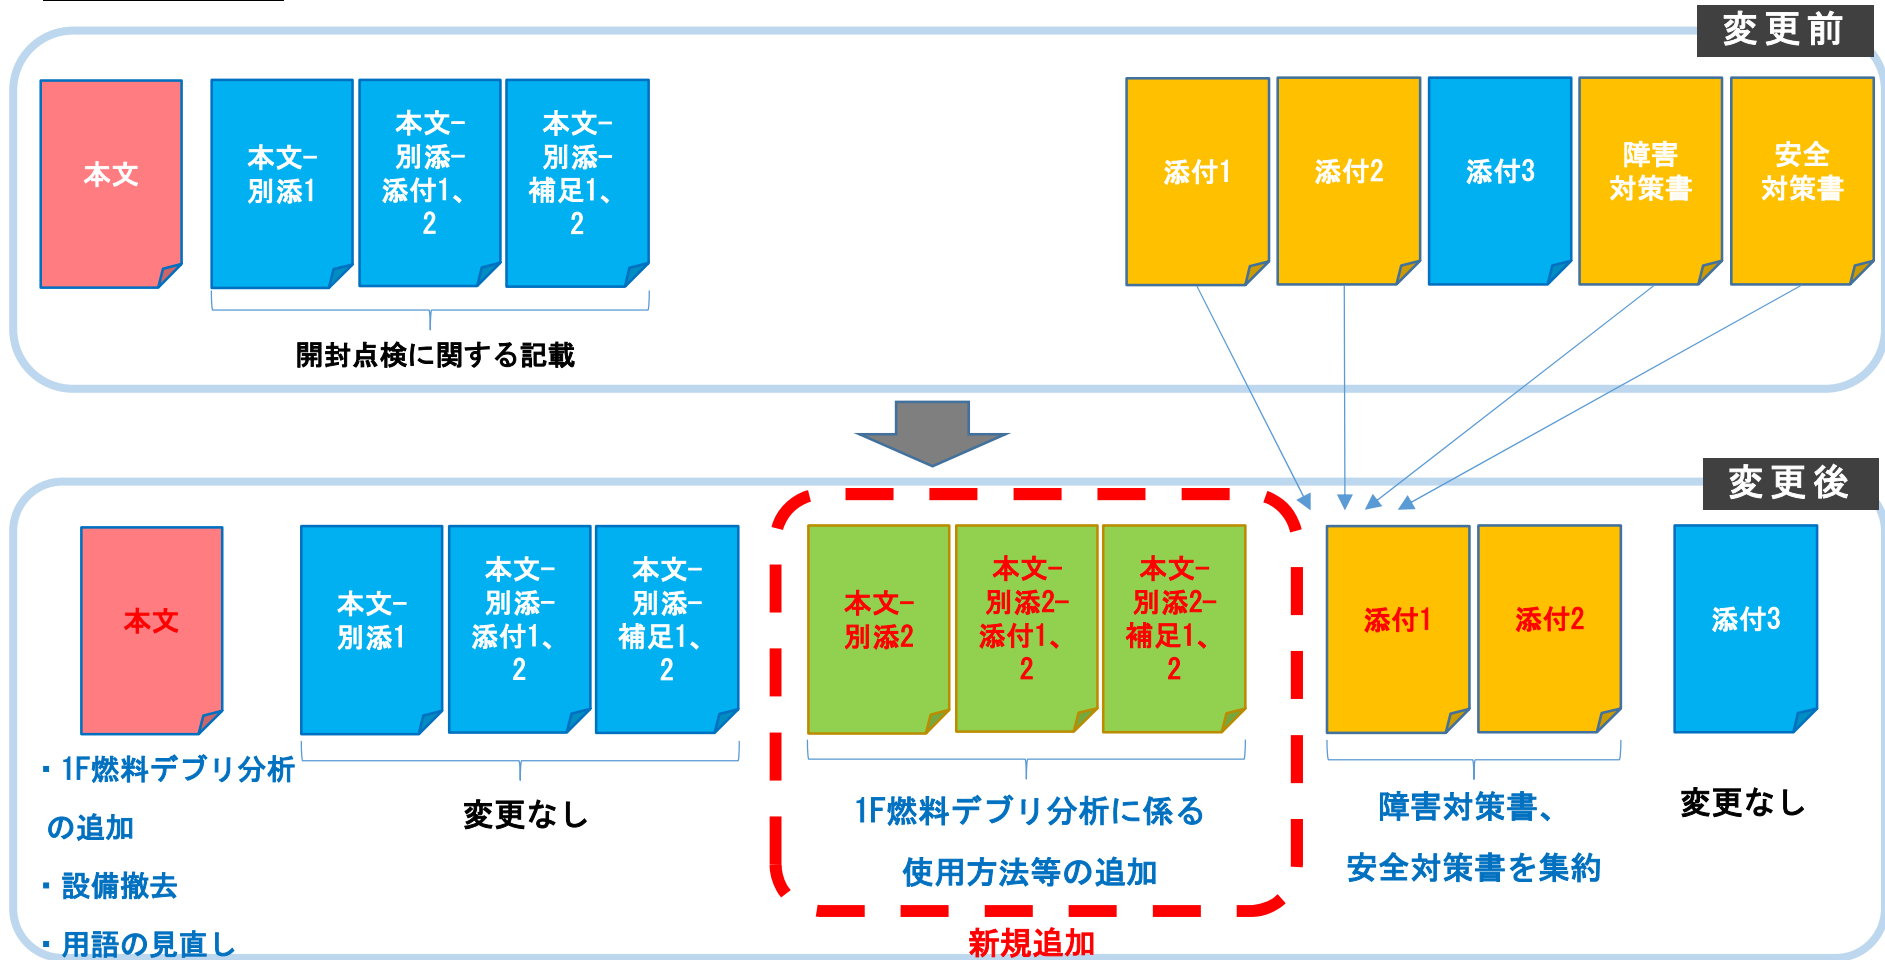 変更前
本文
本文-
別添1
本文-
別添-
添付1、
2
本文-
別添-
補足1、
2
添付1
添付2
添付3
障害
対策書
安全
対策書
開封点検に関する記載
変更後
本文
本文-
別添1
本文-
別添-
添付1、
2
本文-
別添-
補足1、
2
本文-
別添2
本文-
別添2-
添付1、
2
本文-
別添2-
補足1、
2
添付1
添付2
添付3
・1F燃料デブリ分析
の追加
・設備撤去
・用語の見直し
変更なし
1F燃料デブリ分析に係る
使用方法等の追加
新規追加
障害対策書、
安全対策書を集約
変更なし